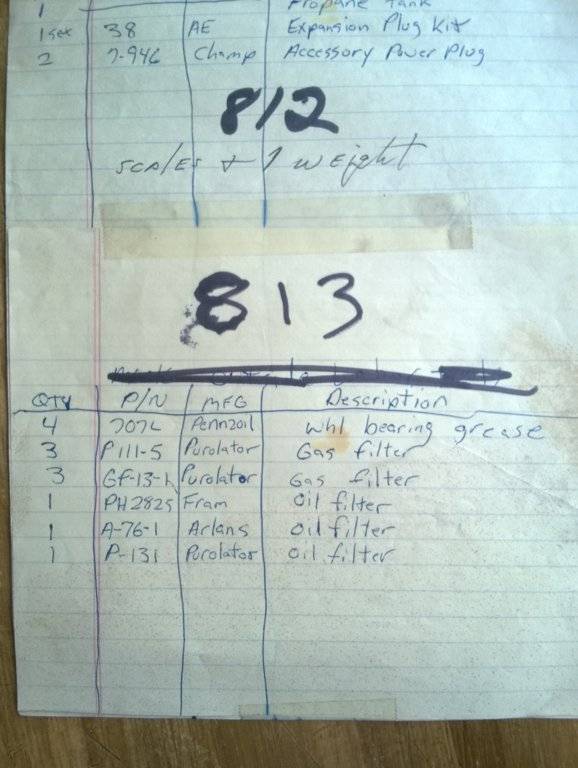 1 Propane Tank
1 set 38 AE Expansion Plug Kit
2 7-946 Champ Accessory Power Plug
812
SCALES + 1 WEIGHT
813
QTY P/N MFG Description
4 707L Pennzoil Whl bearing grease
3 P111-5 Purolator Gas filter
3 GF-13-1 Purolator Gas filter
1 PH2825 Fram Oil filter
1 A-76-1 Arlans Oil filter
1 P-131 Purolator Oil filter